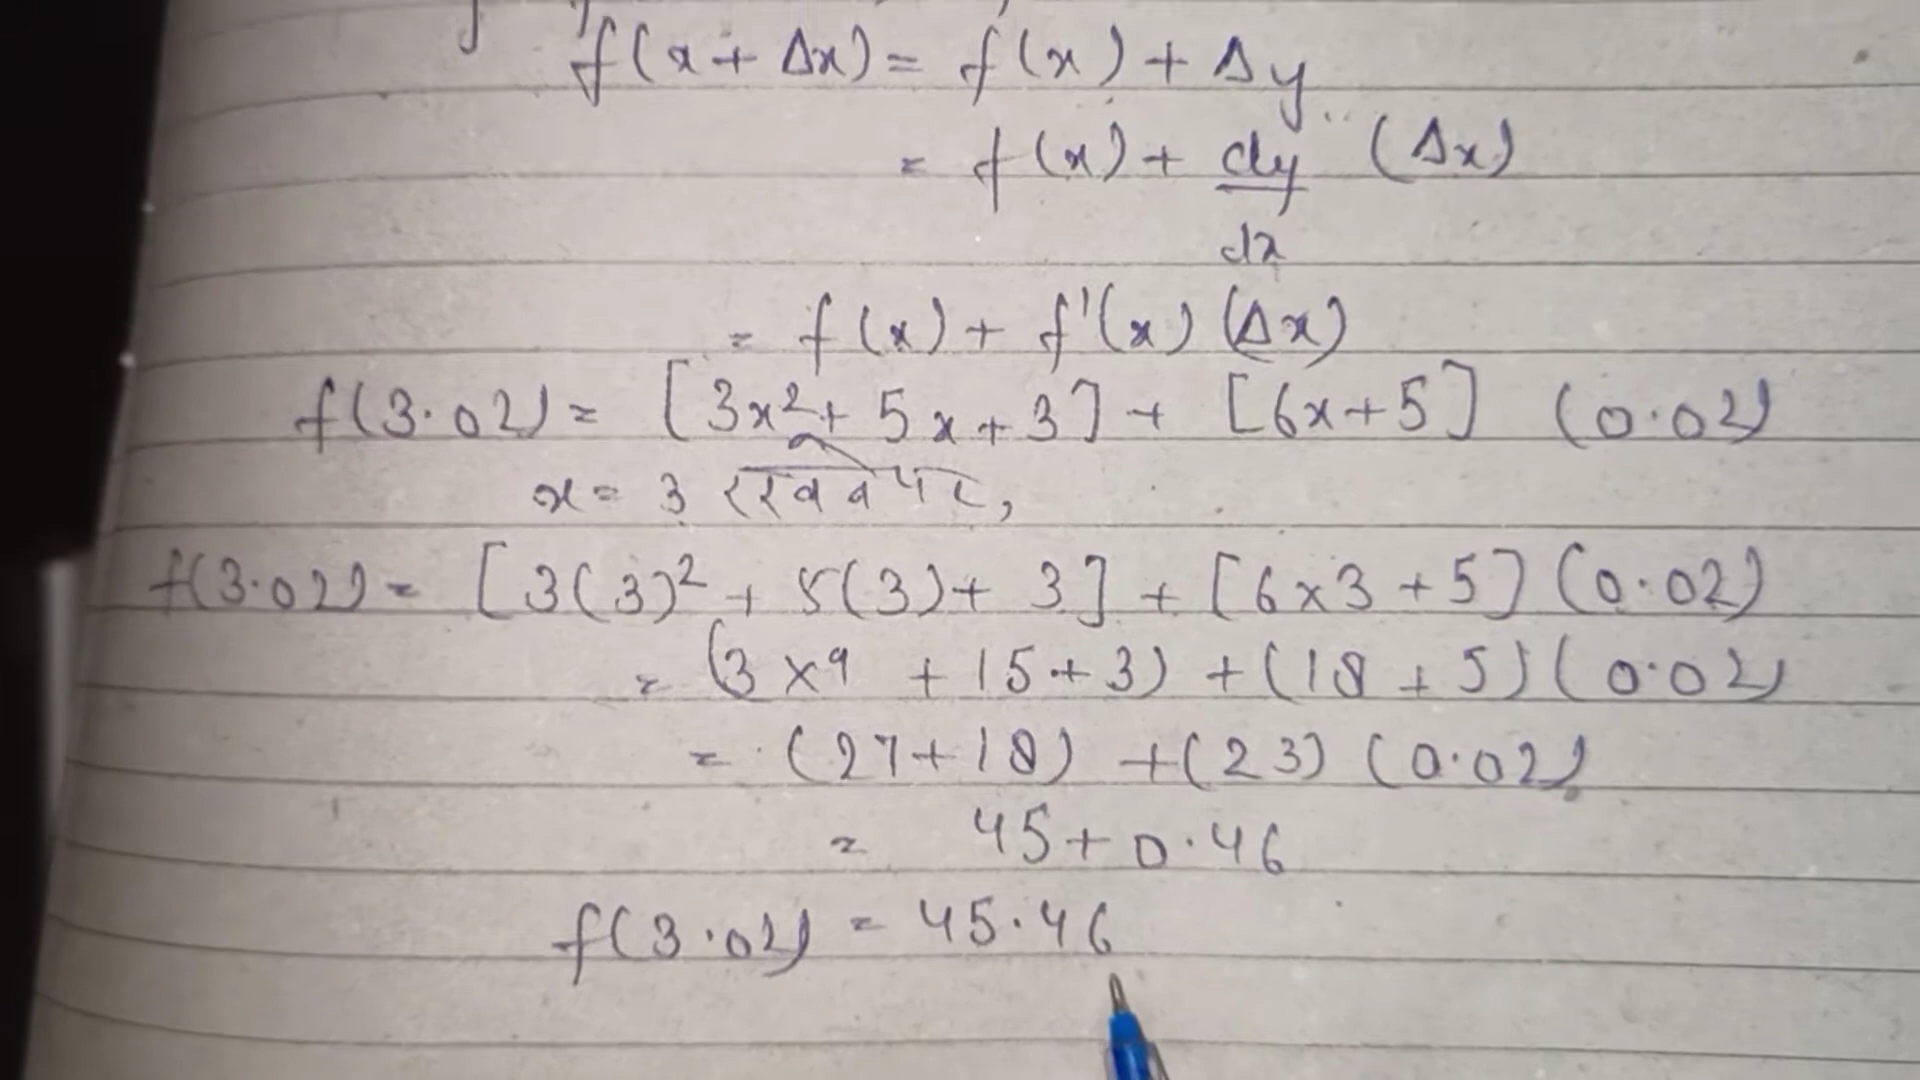 f(x + Δx) = f(x) + Δy
= f(x) + dy/dx (Δx)
= f(x) + f'(x) (Δx)
f(3.02) = [3x² + 5x + 3] + [6x + 5] (0.02)
x = 3 रखने पर,
f(3.02) = [3(3)² + 5(3) + 3] + [6×3 + 5] (0.02)
= (3×9 + 15 + 3) + (18 + 5) (0.02)
= (27 + 18) + (23) (0.02)
= 45 + 0.46
f(3.02) = 45.46